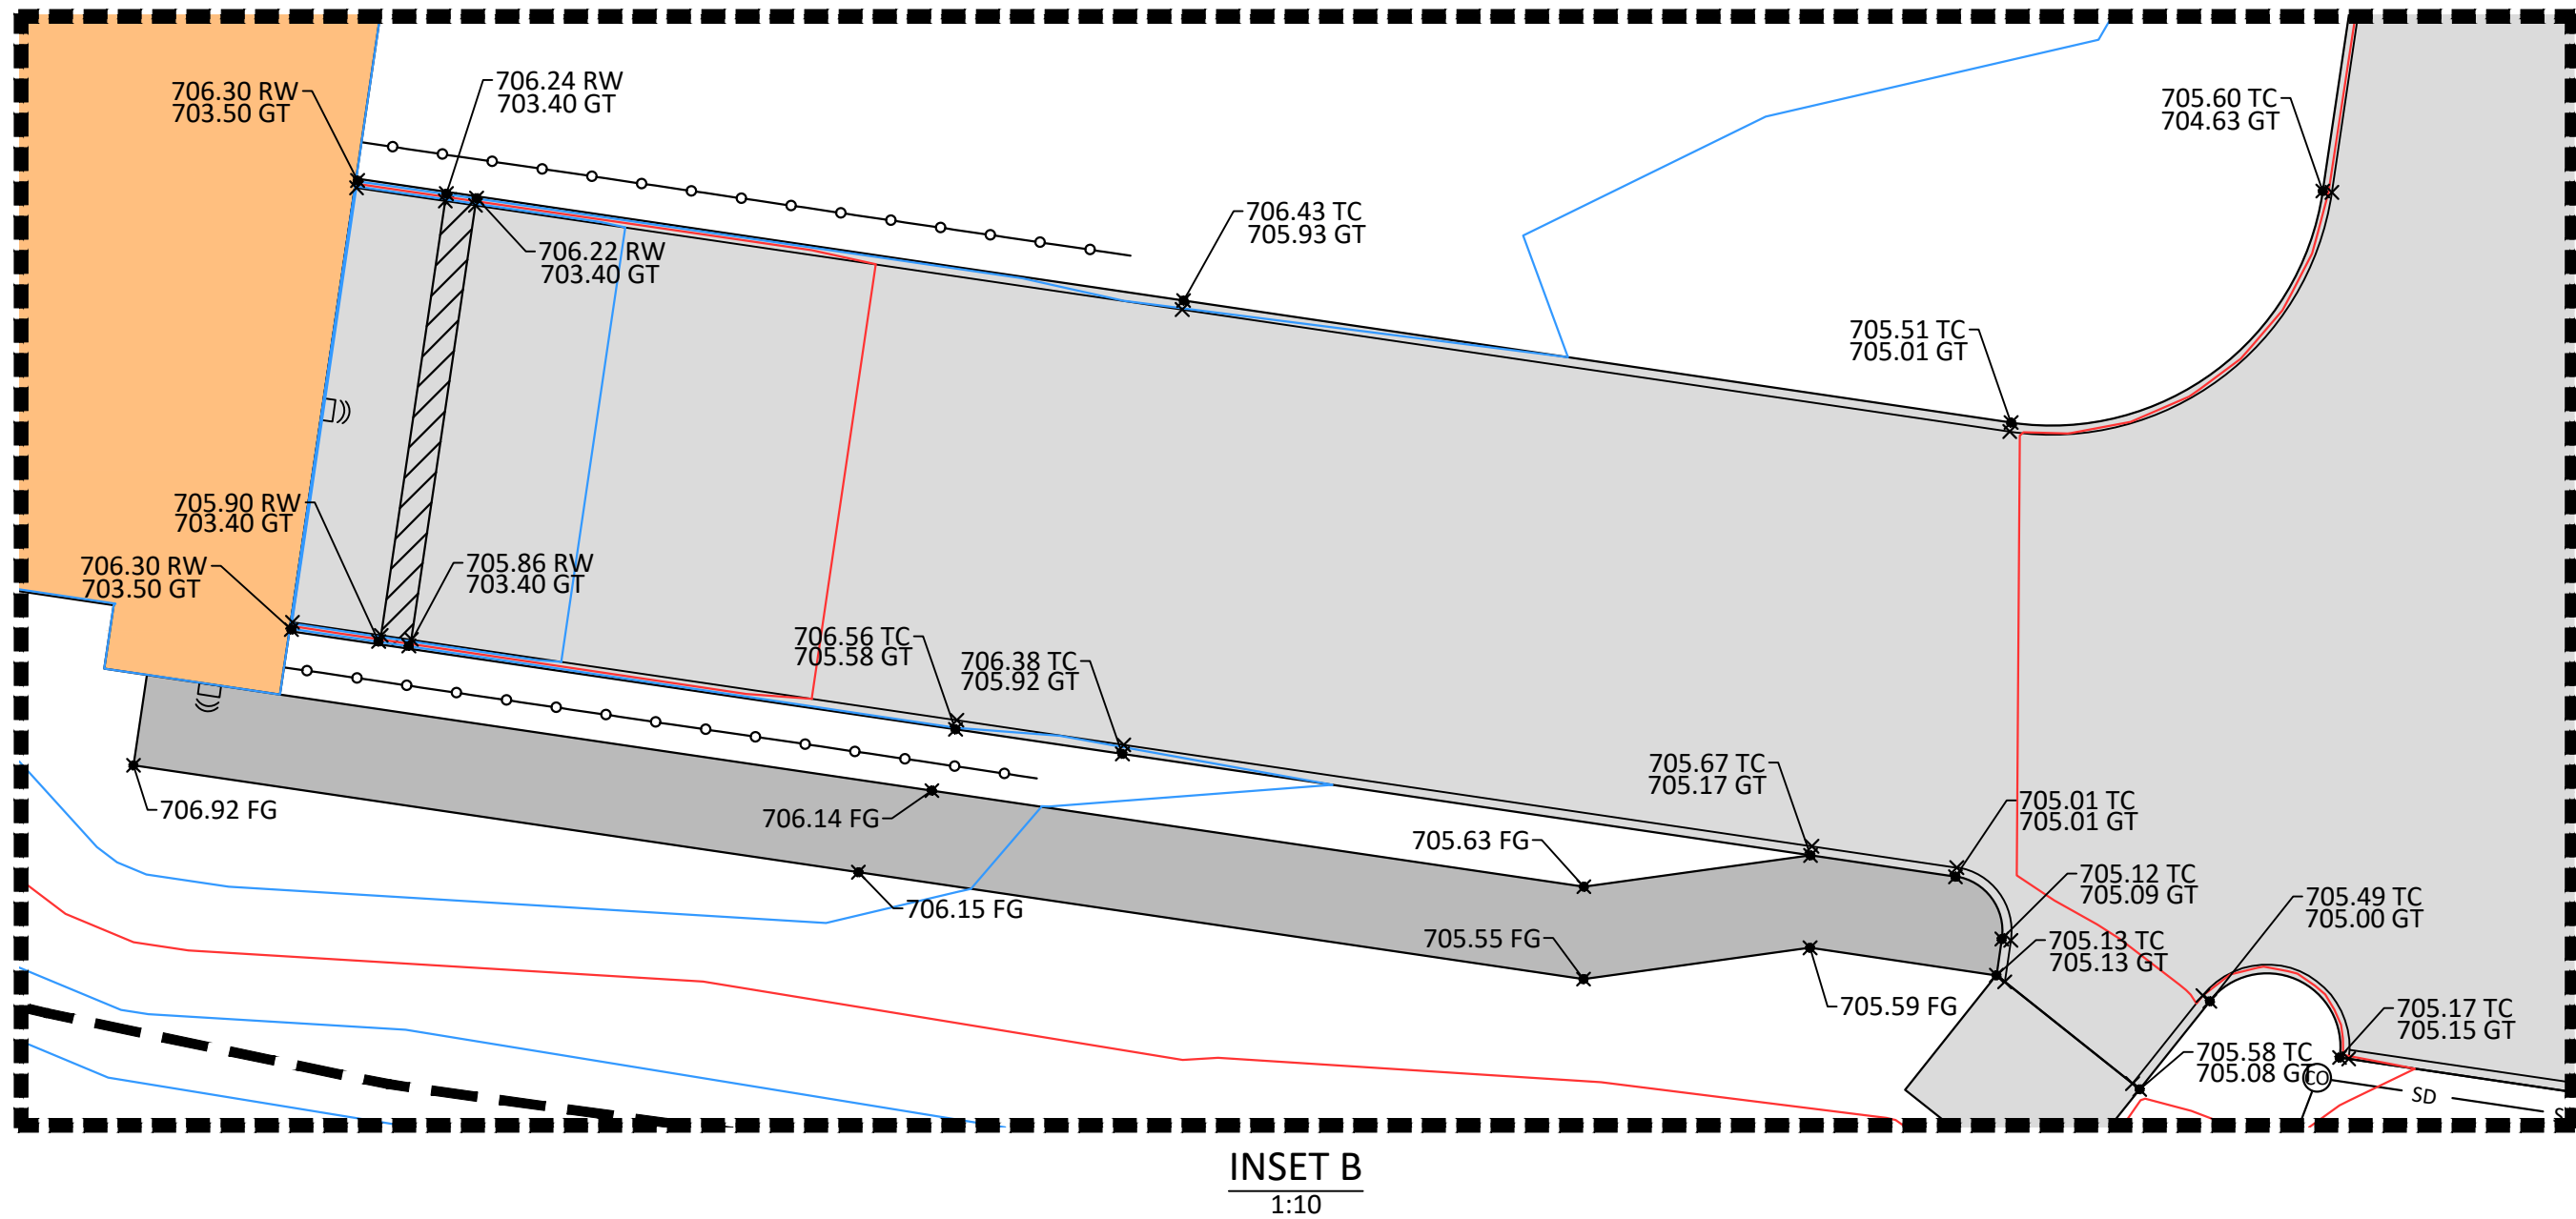 706.30 RW
703.50 GT
706.24 RW
703.40 GT
705.60 TC
704.63 GT
706.22 RW
703.40 GT
706.43 TC
705.93 GT
705.51 TC
705.01 GT
705.90 RW
703.40 GT
706.30 RW
703.50 GT
705.86 RW
703.40 GT
706.56 TC
705.58 GT
706.38 TC
705.92 GT
705.67 TC
705.17 GT
705.01 TC
705.01 GT
706.92 FG
706.14 FG
705.63 FG
705.12 TC
705.09 GT
705.49 TC
705.00 GT
706.15 FG
705.55 FG
705.13 TC
705.13 GT
705.59 FG
705.17 TC
705.15 GT
705.58 TC
705.08 GT
CO
SD
S
INSET B
1:10